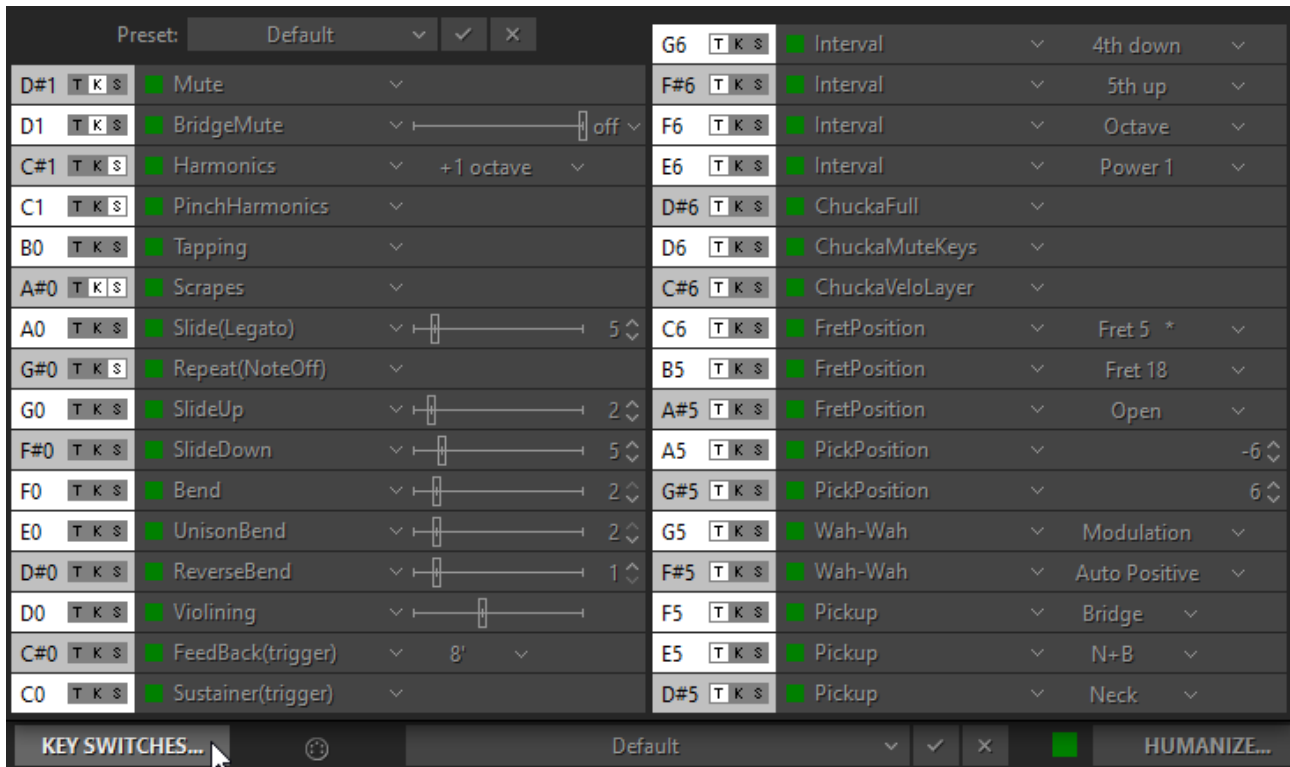 Preset: Default
D#1 T K S Mute
D1 T K S BridgeMute off
C#1 T K S Harmonics +1 octave
C1 T K S PinchHarmonics
B0 T K S Tapping
A#0 T K S Scrapes
A0 T K S Slide(Legato) 5
G#0 T K S Repeat(NoteOff)
G0 T K S SlideUp 2
F#0 T K S SlideDown 5
F0 T K S Bend 2
E0 T K S UnisonBend 2
D#0 T K S ReverseBend 1
D0 T K S Violining
C#0 T K S FeedBack(trigger) 8'
C0 T K S Sustainer(trigger)
G6 T K S Interval 4th down
F#6 T K S Interval 5th up
F6 T K S Interval Octave
E6 T K S Interval Power 1
D#6 T K S ChuckaFull
D6 T K S ChuckaMuteKeys
C#6 T K S ChuckaVeloLayer
C6 T K S FretPosition Fret 5 *
B5 T K S FretPosition Fret 18
A#5 T K S FretPosition Open
A5 T K S PickPosition -6
G#5 T K S PickPosition 6
G5 T K S Wah-Wah Modulation
F#5 T K S Wah-Wah Auto Positive
F5 T K S Pickup Bridge
E5 T K S Pickup N+B
D#5 T K S Pickup Neck
KEY SWITCHES... Default HUMANIZE...